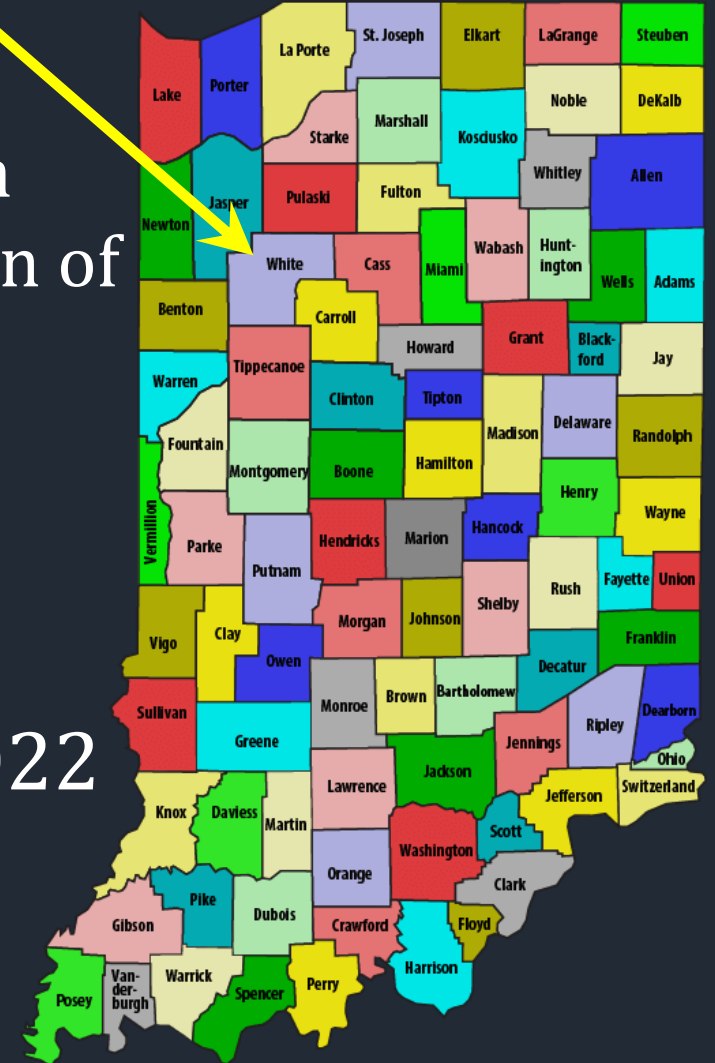 St. Joseph
Elkart
LaGrange
Steuben
La Porte
Lake
Porter
Noble
DeKalb
Starke
Marshall
Kosciusko
Whitley
Allen
n
Jasper
Pulaski
Fulton
Newton
n of
White
Cass
Miami
Wabash
Hunt-
ington
Wells
Adams
Benton
Carroll
Howard
Grant
Black-
ford
Jay
Warren
Tippecanoe
Clinton
Tipton
Madison
Delaware
Randolph
Fountain
Montgomery
Boone
Hamilton
Henry
Wayne
Vermillion
Parke
Putnam
Hendricks
Marion
Hancock
Shelby
Rush
Fayette
Union
Vigo
Clay
Owen
Morgan
Johnson
Decatur
Franklin
Sullivan
Greene
Monroe
Brown
Bartholomew
Jennings
Ripley
Dearborn
Ohio
22
Knox
Daviess
Martin
Lawrence
Jackson
Jefferson
Switzerland
Scott
Washington
Orange
Clark
Gibson
Pike
Dubois
Crawford
Floyd
Harrison
Posey
Van-
der-
burgh
Warrick
Spencer
Perry